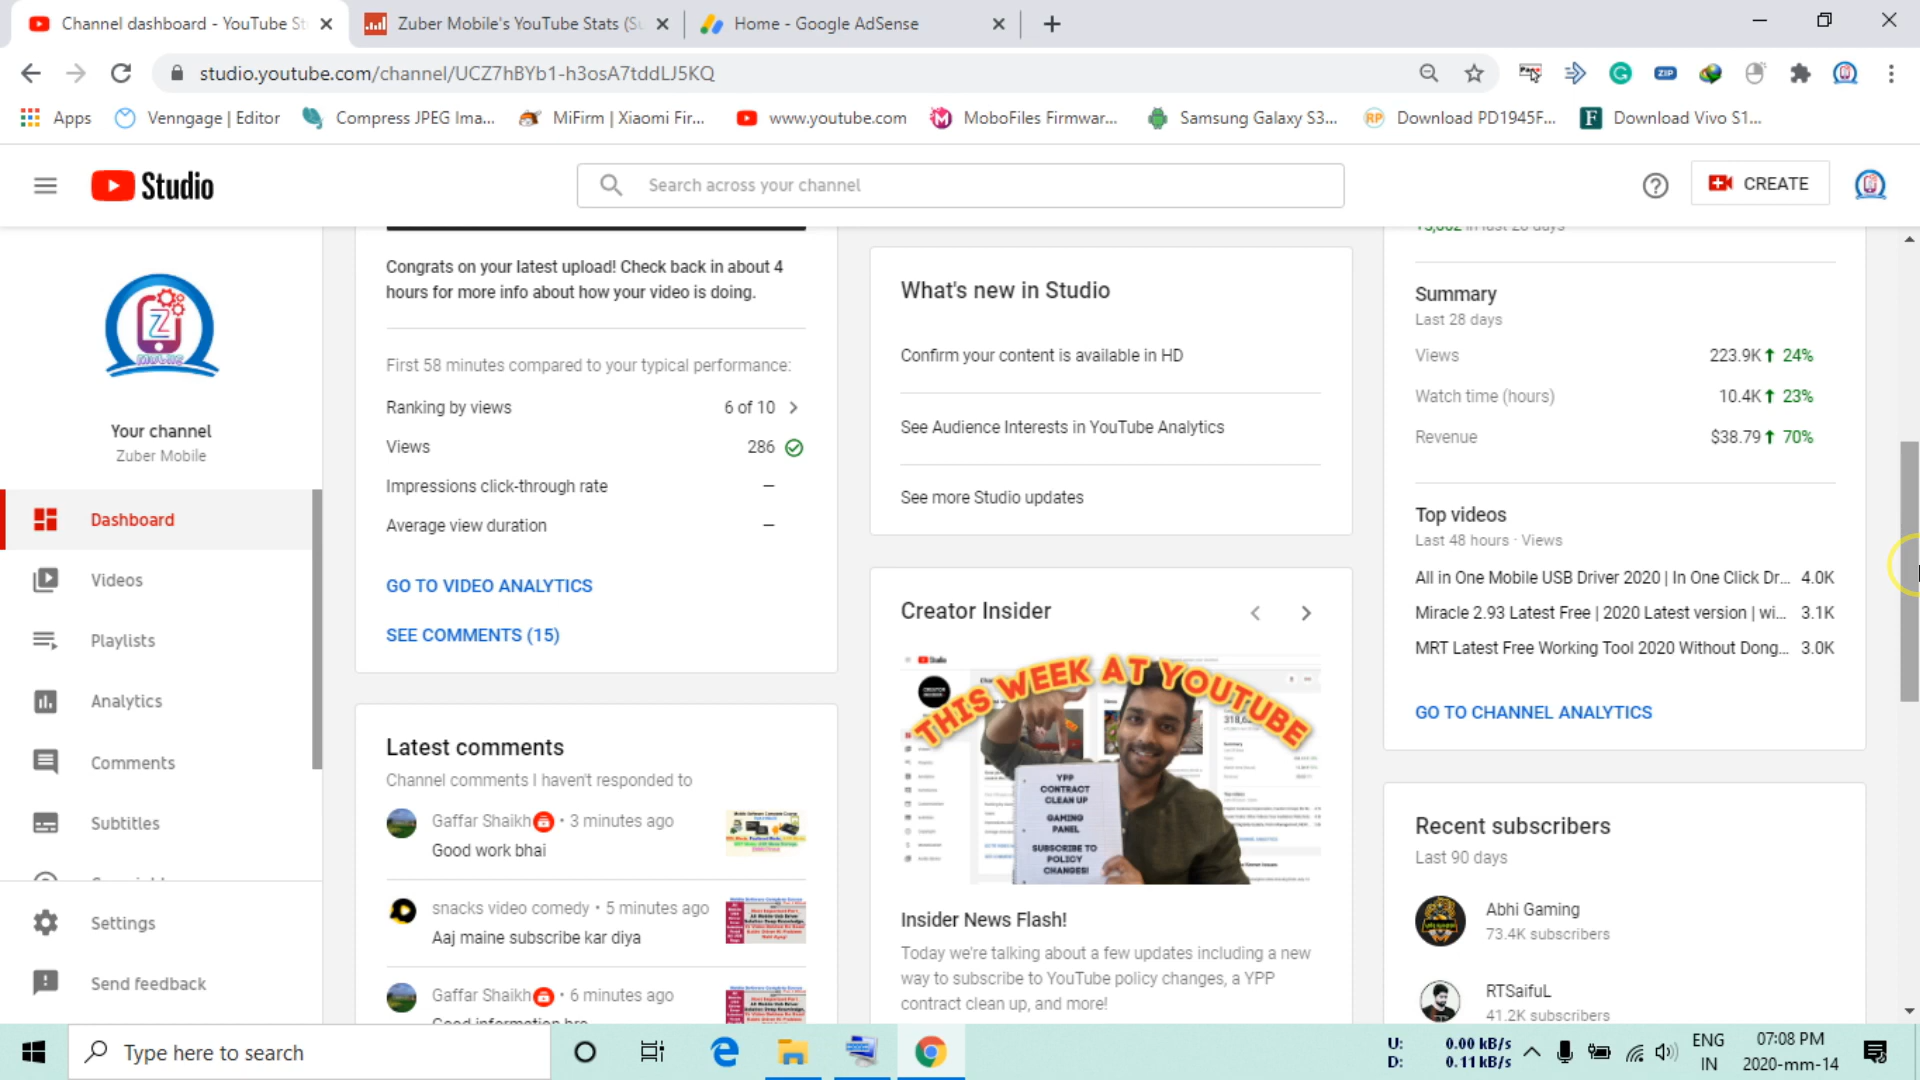 Channel dashboard - YouTube St
Zuber Mobile's YouTube Stats (Su
Home - Google AdSense
studio.youtube.com/channel/UCZ7hBYb1-h3osA7tddLJ5KQ
Apps
Venngage | Editor
Compress JPEG Ima...
MiFirm | Xiaomi Fir...
www.youtube.com
MoboFiles Firmwar...
Samsung Galaxy S3...
Download PD1945F...
Download Vivo S1...
Studio
Search across your channel
CREATE
Your channel
Zuber Mobile
Dashboard
Videos
Playlists
Analytics
Comments
Subtitles
Settings
Send feedback
Congrats on your latest upload! Check back in about 4
hours for more info about how your video is doing.
First 58 minutes compared to your typical performance:
Ranking by views 6 of 10
Views 286
Impressions click-through rate –
Average view duration –
GO TO VIDEO ANALYTICS
SEE COMMENTS (15)
Latest comments
Channel comments I haven't responded to
Gaffar Shaikh • 3 minutes ago
Good work bhai
snacks video comedy • 5 minutes ago
Aaj maine subscribe kar diya
Gaffar Shaikh • 6 minutes ago
Good information bro
What's new in Studio
Confirm your content is available in HD
See Audience Interests in YouTube Analytics
See more Studio updates
Creator Insider
THIS WEEK AT YOUTUBE
YPP
CONTRACT
CLEAN UP
GAMING
PANEL
SUBSCRIBE TO
POLICY
CHANGES!
Insider News Flash!
Today we're talking about a few updates including a new
way to subscribe to YouTube policy changes, a YPP
contract clean up, and more!
in last 28 days
Summary
Last 28 days
Views 223.9K 24%
Watch time (hours) 10.4K 23%
Revenue $38.79 70%
Top videos
Last 48 hours · Views
All in One Mobile USB Driver 2020 | In One Click Dr... 4.0K
Miracle 2.93 Latest Free | 2020 Latest version | wi... 3.1K
MRT Latest Free Working Tool 2020 Without Dong... 3.0K
GO TO CHANNEL ANALYTICS
Recent subscribers
Last 90 days
Abhi Gaming
73.4K subscribers
RTSaifuL
41.2K subscribers
Type here to search
U: 0.00 kB/s
D: 0.11 kB/s
ENG
IN
07:08 PM
2020-mm-14